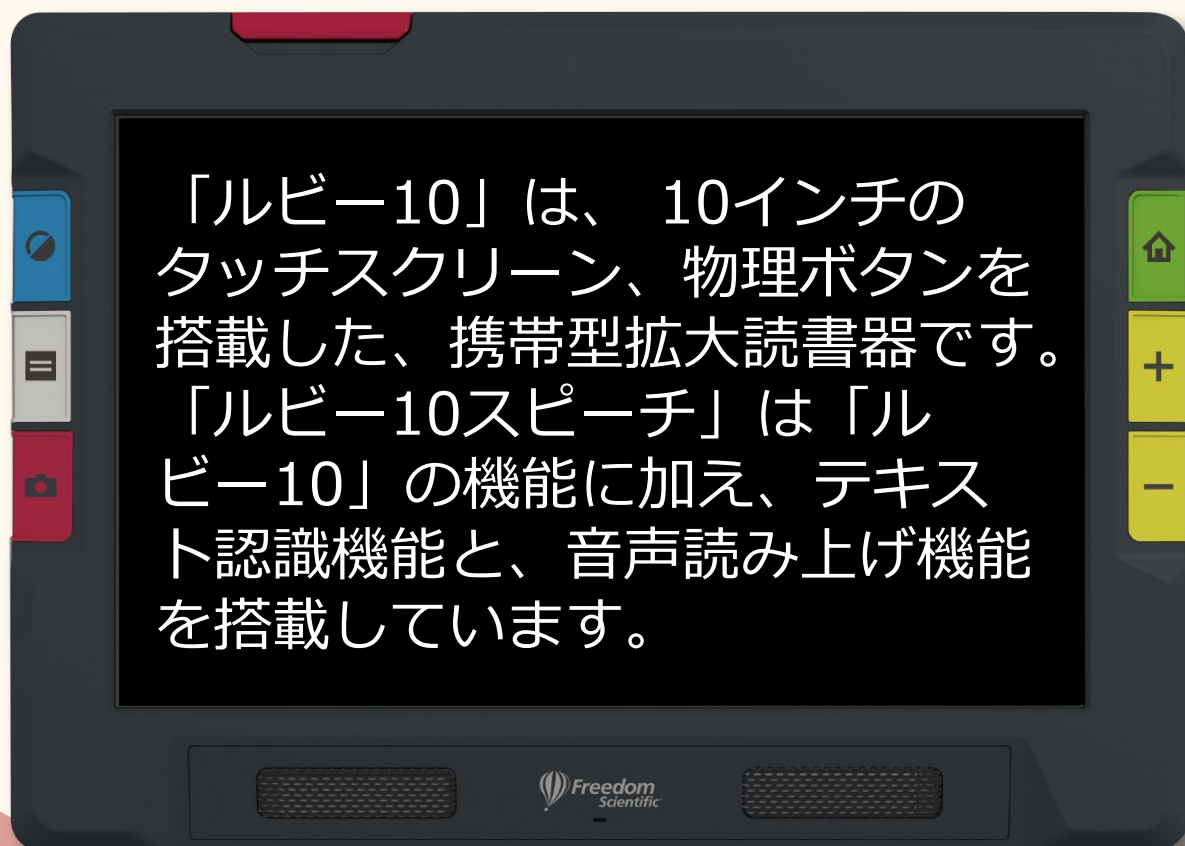 「ルビー10」は、 10インチの
タッチスクリーン、物理ボタンを
搭載した、携帯型拡大読書器です。
「ルビー10スピーチ」は「ル
ビー10」の機能に加え、テキス
ト認識機能と、音声読み上げ機能
を搭載しています。
Freedom
Scientific